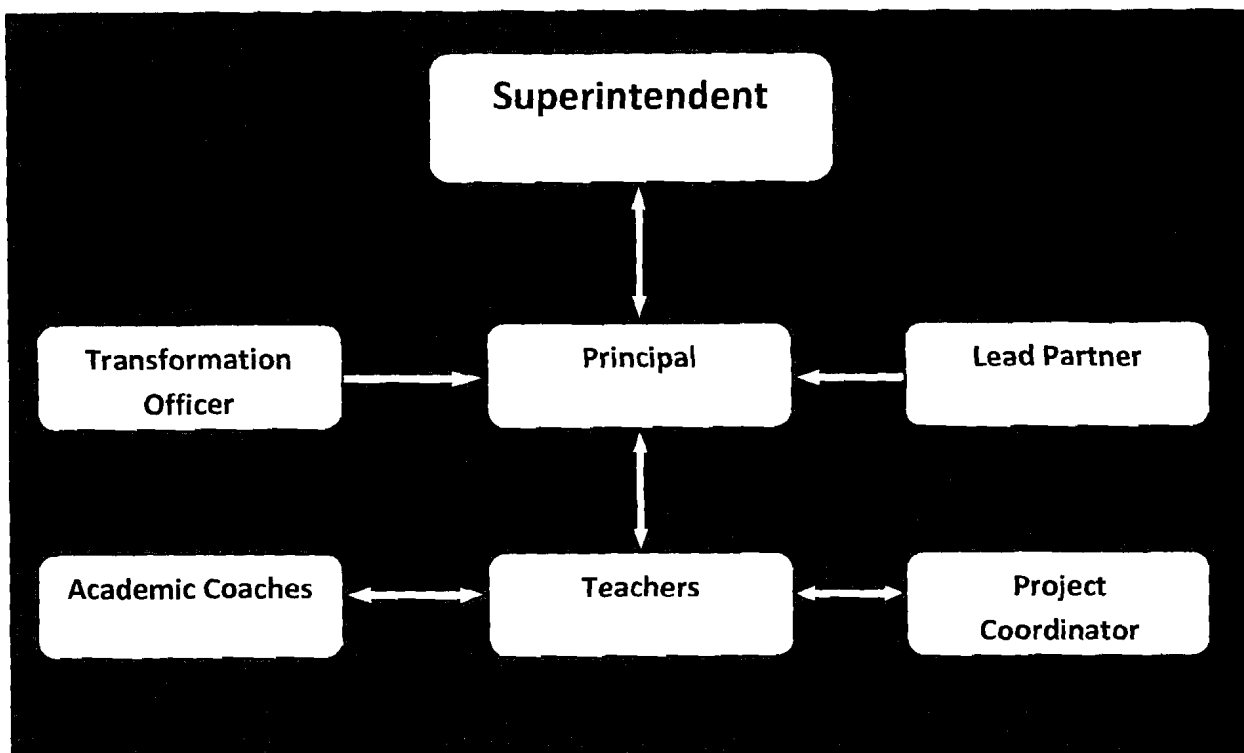 Superintendent
Transformation
Officer
Principal
Lead Partner
Academic Coaches
Teachers
Project
Coordinator